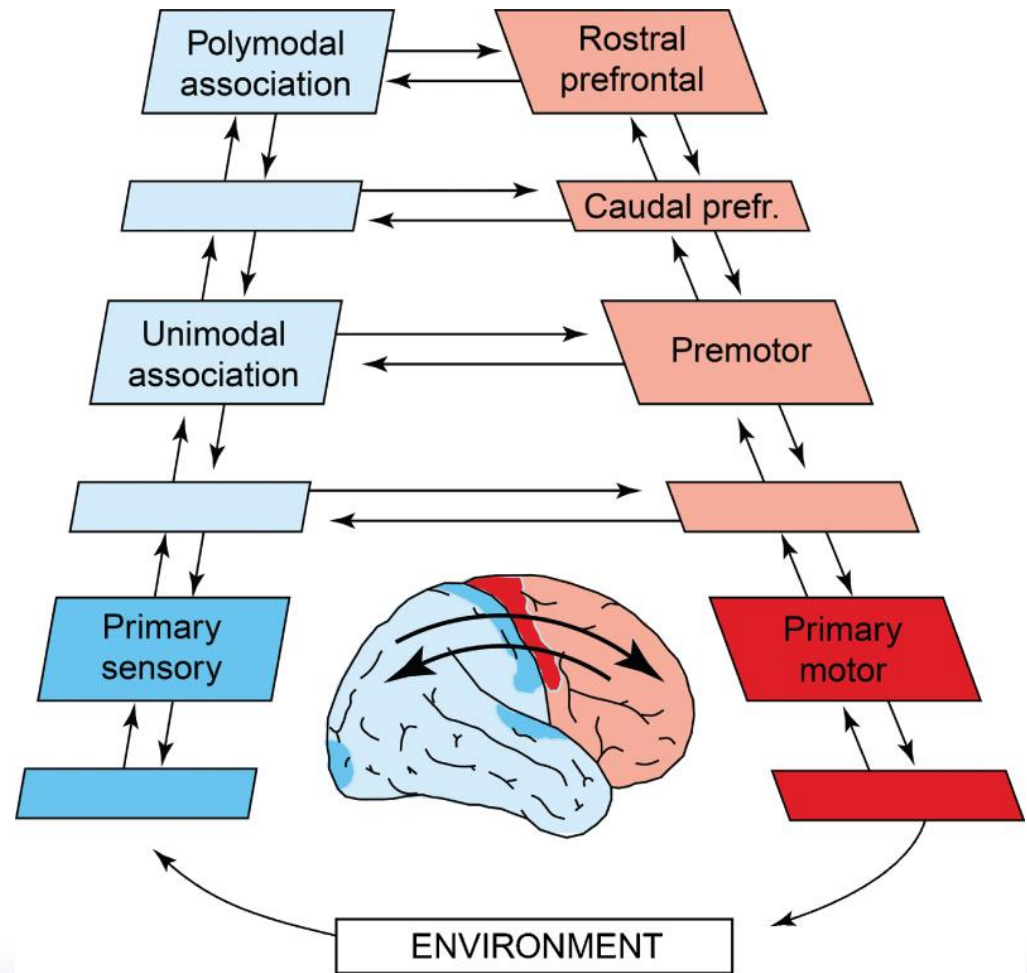 Polymodal
association
Rostral
prefrontal
Caudal prefr.
Unimodal
association
Premotor
Primary
sensory
Primary
motor
ENVIRONMENT